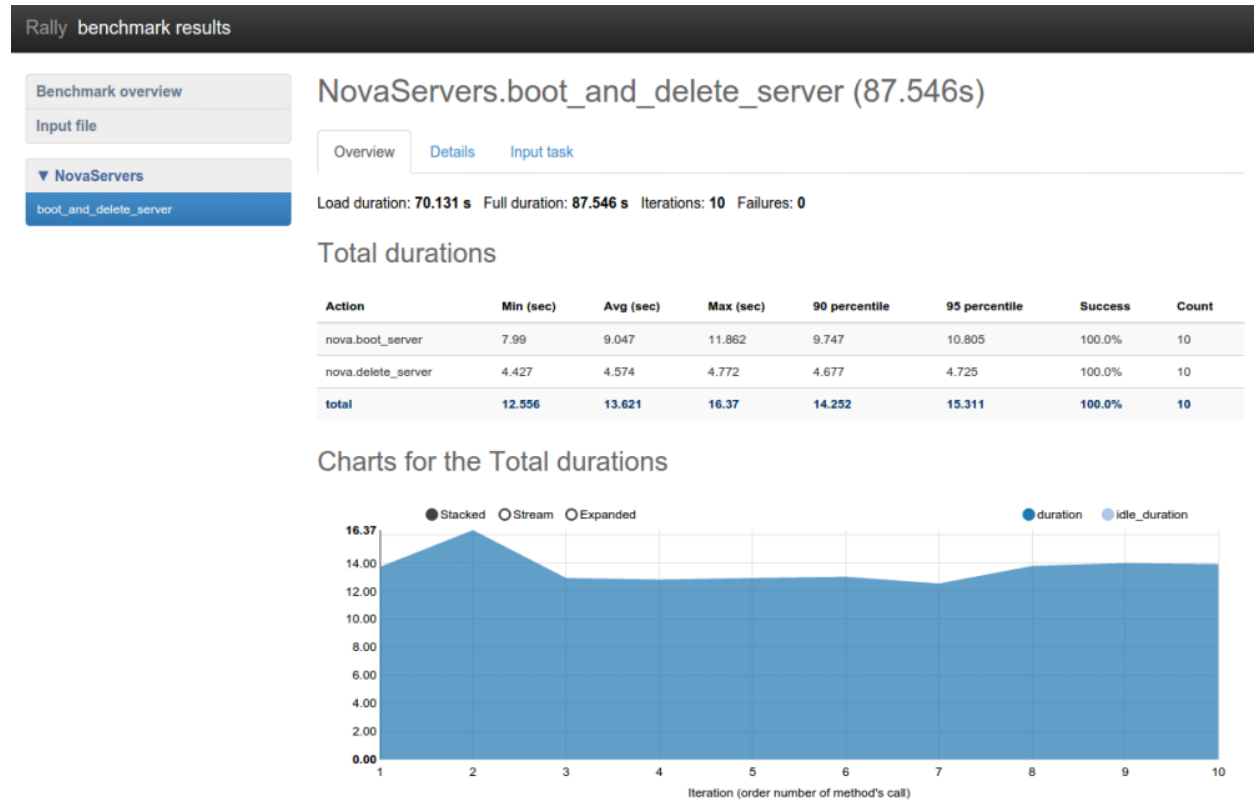 Rally benchmark results
Benchmark overview
Input file
▼ NovaServers
boot_and_delete_server
NovaServers.boot_and_delete_server (87.546s)
Overview Details Input task
Load duration: 70.131 s Full duration: 87.546 s Iterations: 10 Failures: 0
Total durations
Action Min (sec) Avg (sec) Max (sec) 90 percentile 95 percentile Success Count
nova.boot_server 7.99 9.047 11.862 9.747 10.805 100.0% 10
nova.delete_server 4.427 4.574 4.772 4.677 4.725 100.0% 10
total 12.556 13.621 16.37 14.252 15.311 100.0% 10
Charts for the Total durations
Stacked Stream Expanded duration idle_duration
16.37
14.00
12.00
10.00
8.00
6.00
4.00
2.00
0.00
1 2 3 4 5 6 7 8 9 10
Iteration (order number of method's call)